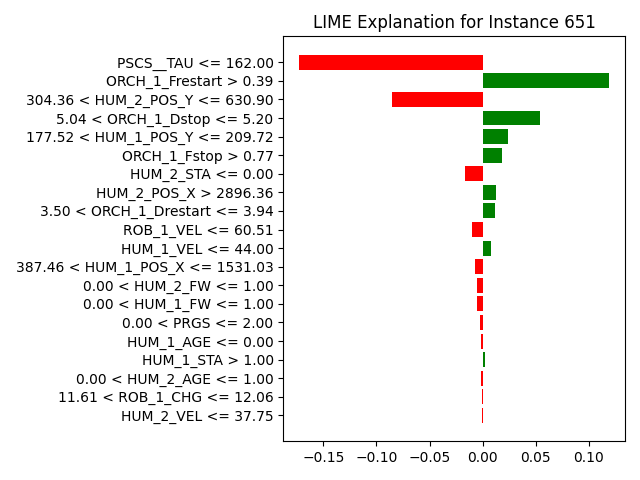 LIME Explanation for Instance 651
PSCS__TAU <= 162.00
ORCH_1_Frestart > 0.39
304.36 < HUM_2_POS_Y <= 630.90
5.04 < ORCH_1_Dstop <= 5.20
177.52 < HUM_1_POS_Y <= 209.72
ORCH_1_Fstop > 0.77
HUM_2_STA <= 0.00
HUM_2_POS_X > 2896.36
3.50 < ORCH_1_Drestart <= 3.94
ROB_1_VEL <= 60.51
HUM_1_VEL <= 44.00
387.46 < HUM_1_POS_X <= 1531.03
0.00 < HUM_2_FW <= 1.00
0.00 < HUM_1_FW <= 1.00
0.00 < PRGS <= 2.00
HUM_1_AGE <= 0.00
HUM_1_STA > 1.00
0.00 < HUM_2_AGE <= 1.00
11.61 < ROB_1_CHG <= 12.06
HUM_2_VEL <= 37.75
−0.15 −0.10 −0.05 0.00 0.05 0.10